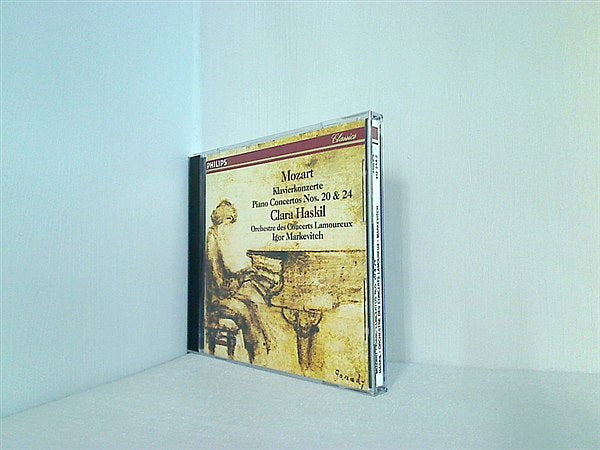 PHILIPS
Classics
Mozart
Klavierkonzerte
Piano Concertos Nos. 20 & 24
Clara Haskil
Orchestre des Concerts Lamoureux
Igor Markevitch